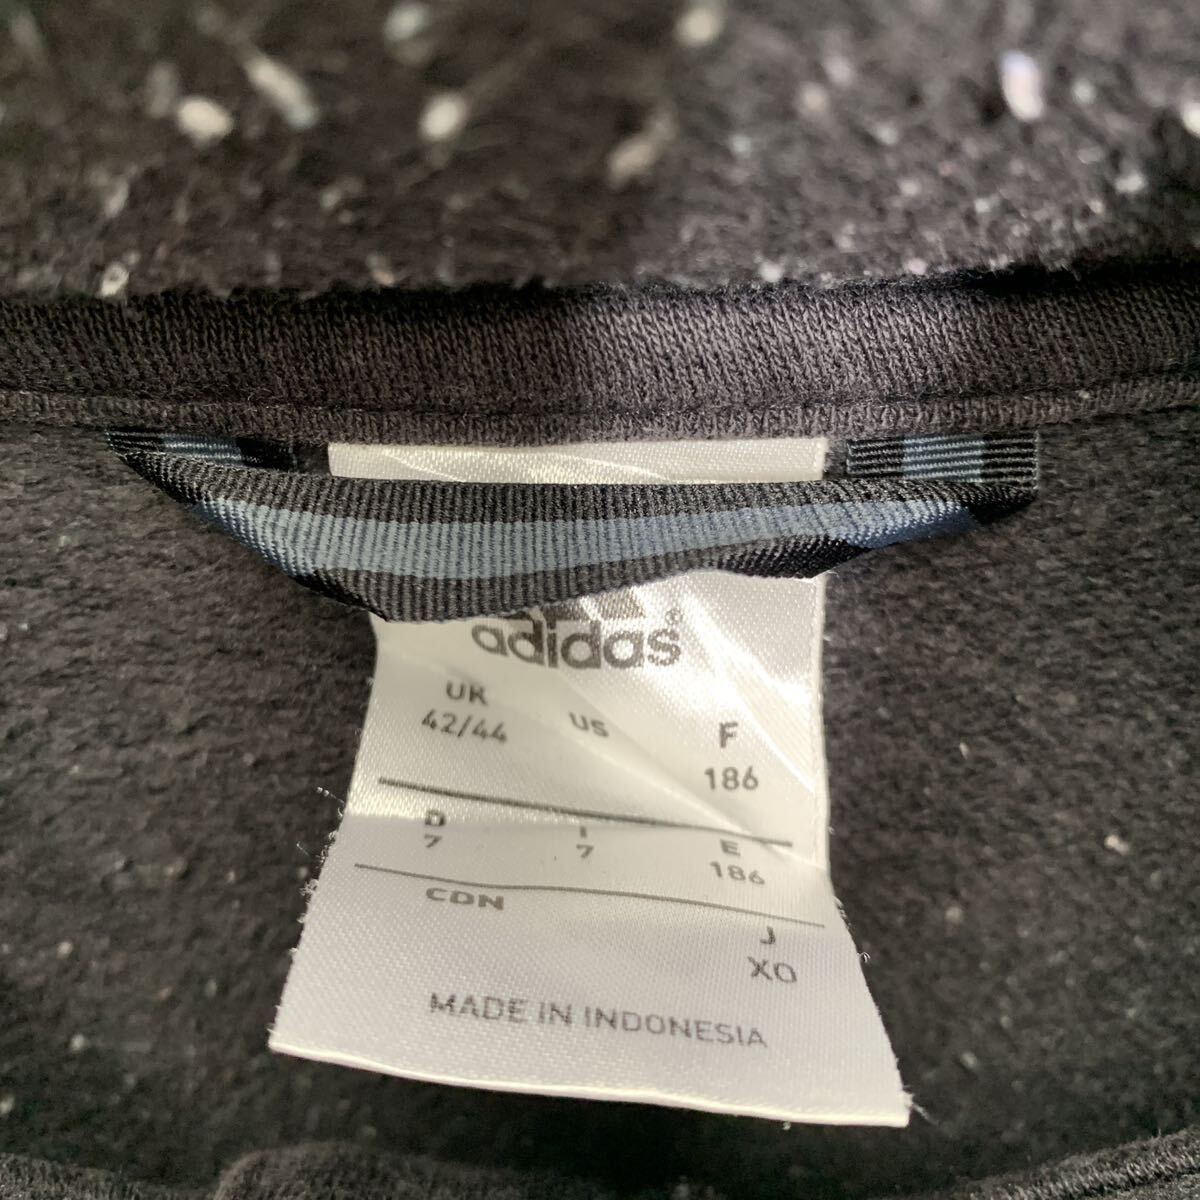 adidas
UK US F
42/44 186
D I E
7 7 186
CDN J
XO
MADE IN INDONESIA